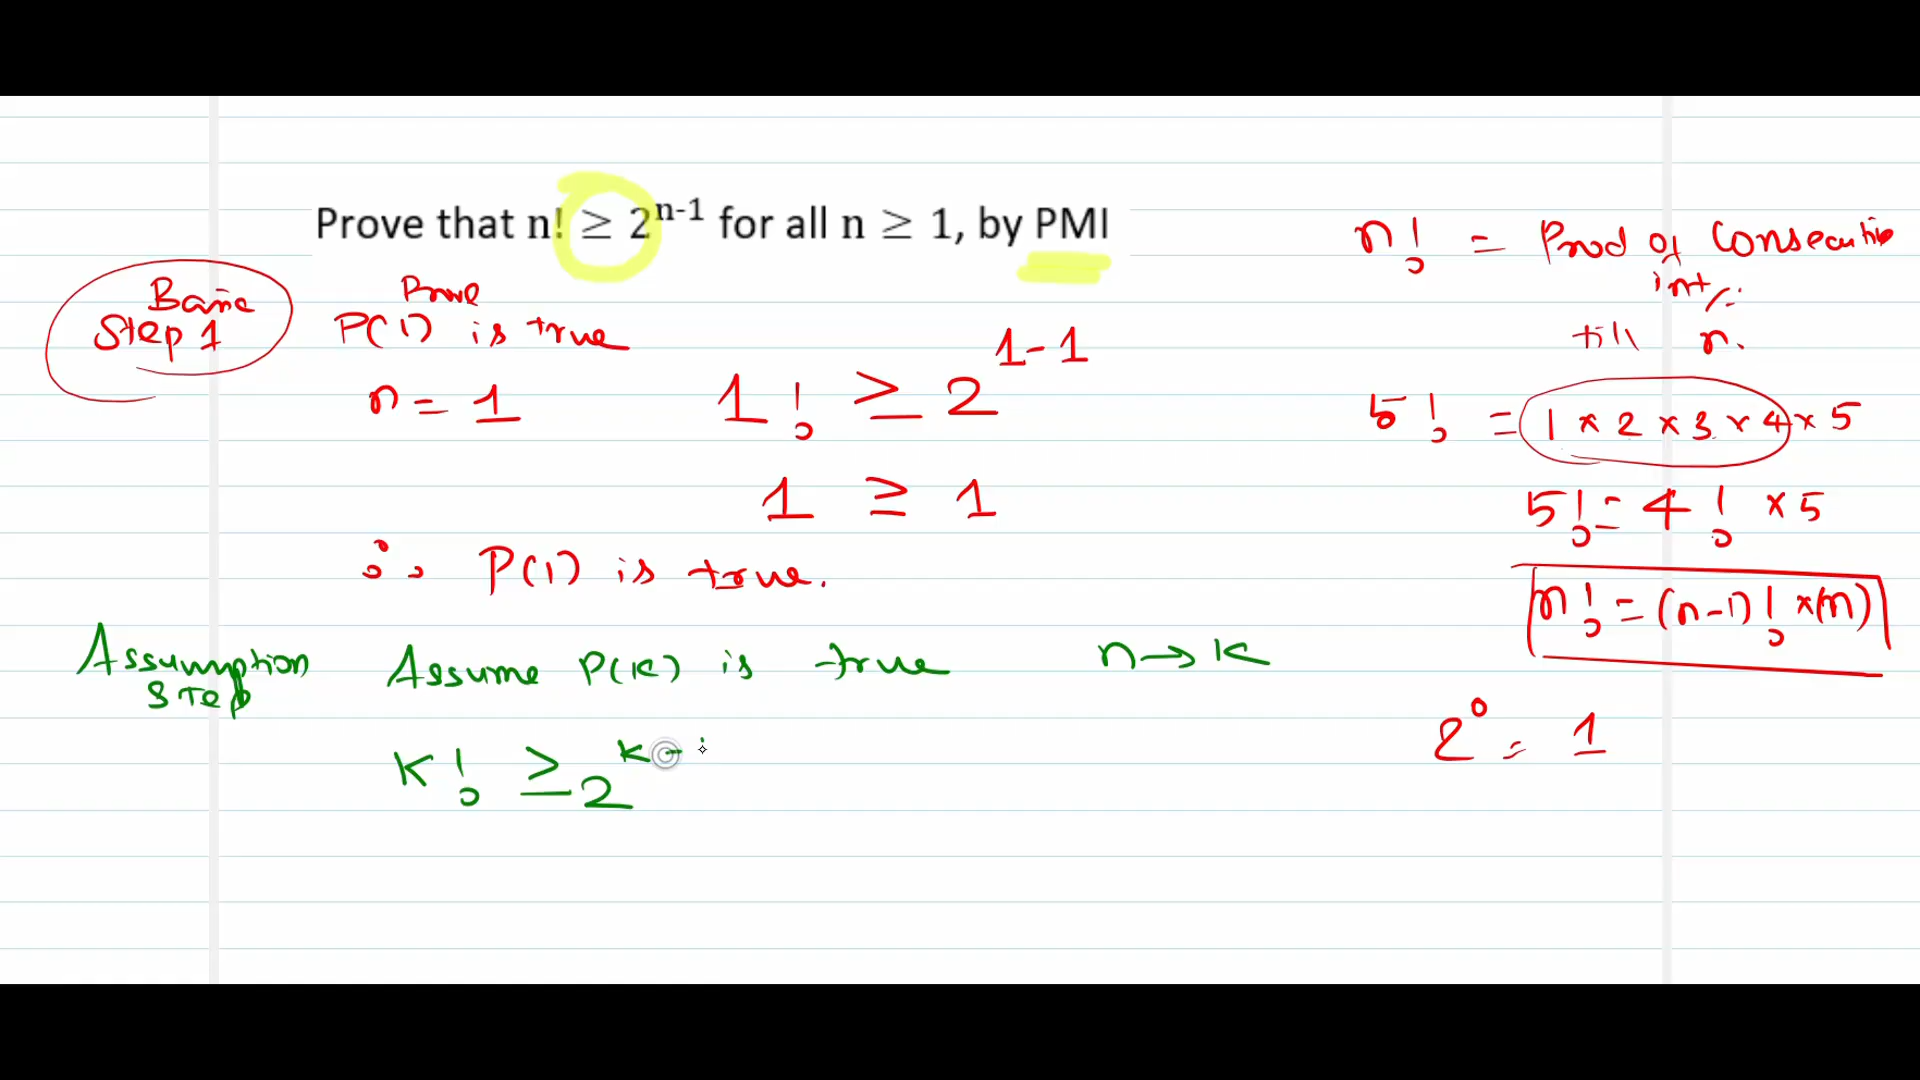 Prove that n! ≥ 2^{n-1} for all n ≥ 1, by PMI
Step 1
Prove
P(1) is true
n = 1
1! ≥ 2^{1-1}
1 ≥ 1
∴ P(1) is true.
Assumption
Step
Assume P(K) is true
n → K
K! ≥ 2^{K-
n! = Prod of Consecutive
int
till n.
5! = 1 × 2 × 3 × 4 × 5
5! = 4! × 5
n! = (n-1)! × (n)
2^0 = 1